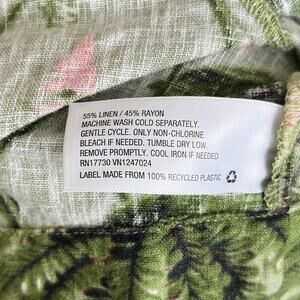 55% LINEN / 45% RAYON
MACHINE WASH COLD SEPARATELY,
GENTLE CYCLE. ONLY NON-CHLORINE
BLEACH IF NEEDED. TUMBLE DRY LOW.
REMOVE PROMPTLY. COOL IRON IF NEEDED.
RN17730 VN1247024
LABEL MADE FROM 100% RECYCLED PLASTIC